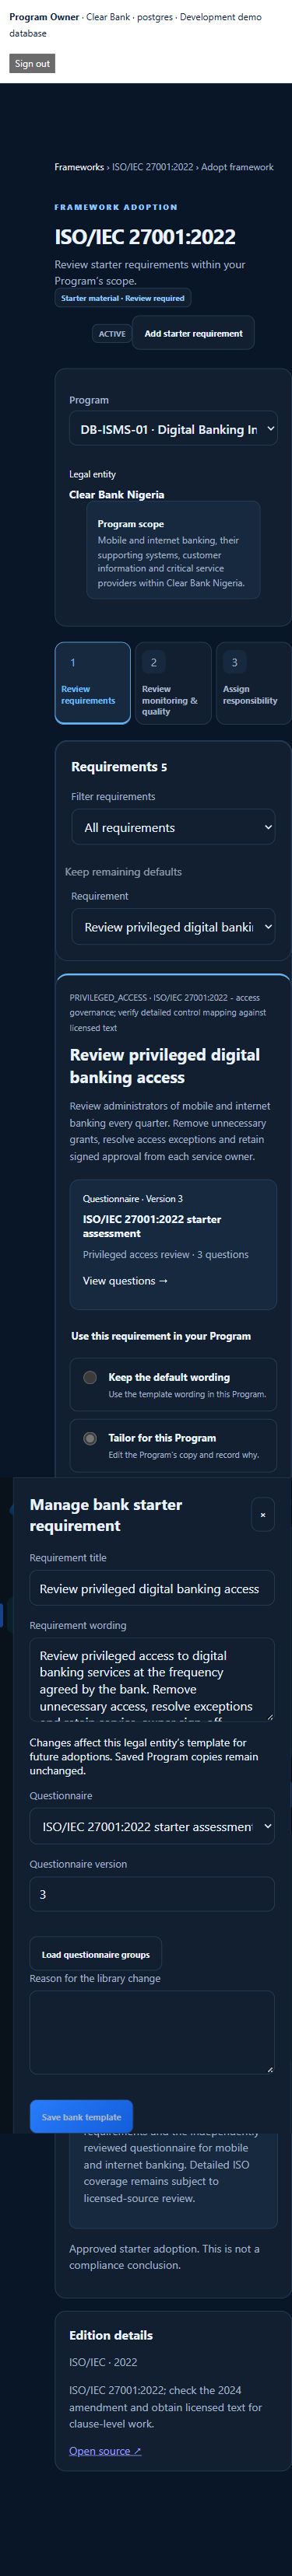 Program Owner · Clear Bank · postgres · Development demo
database
Sign out
Frameworks › ISO/IEC 27001:2022 › Adopt framework
FRAMEWORK ADOPTION
ISO/IEC 27001:2022
Review starter requirements within your
Program's scope.
Starter material · Review required
ACTIVE
Add starter requirement
Program
DB-ISMS-01 · Digital Banking In
Legal entity
Clear Bank Nigeria
Program scope
Mobile and internet banking, their
supporting systems, customer
information and critical service
providers within Clear Bank Nigeria.
1
Review
requirements
2
Review
monitoring &
quality
3
Assign
responsibility
Requirements 5
Filter requirements
All requirements
Keep remaining defaults
Requirement
Review privileged digital banki
PRIVILEGED_ACCESS · ISO/IEC 27001:2022 - access
governance; verify detailed control mapping against
licensed text
Review privileged digital
banking access
Review administrators of mobile and internet
banking every quarter. Remove unnecessary
grants, resolve access exceptions and retain
signed approval from each service owner.
Questionnaire · Version 3
ISO/IEC 27001:2022 starter
assessment
Privileged access review · 3 questions
View questions →
Use this requirement in your Program
Keep the default wording
Use the template wording in this Program.
Tailor for this Program
Edit the Program's copy and record why.
Manage bank starter
requirement
×
Requirement title
Review privileged digital banking access
Requirement wording
Review privileged access to digital
banking services at the frequency
agreed by the bank. Remove
unnecessary access, resolve exceptions
and retain service-owner sign-off
Changes affect this legal entity's template for
future adoptions. Saved Program copies remain
unchanged.
Questionnaire
ISO/IEC 27001:2022 starter assessment
Questionnaire version
3
Load questionnaire groups
Reason for the library change
Save bank template
requirements and the independently
reviewed questionnaire for mobile
and internet banking. Detailed ISO
coverage remains subject to
licensed-source review.
Approved starter adoption. This is not a
compliance conclusion.
Edition details
ISO/IEC · 2022
ISO/IEC 27001:2022; check the 2024
amendment and obtain licensed text for
clause-level work.
Open source ↗